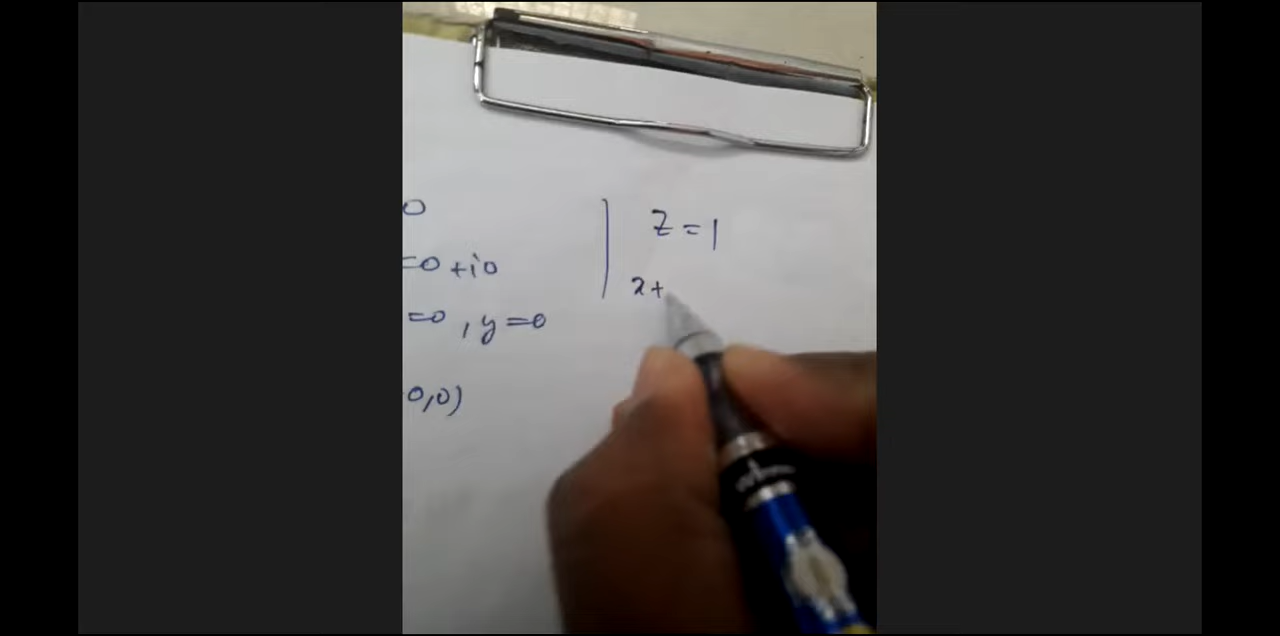 0
=0 +i0
=0 , y=0
0,0)
z = 1
x+